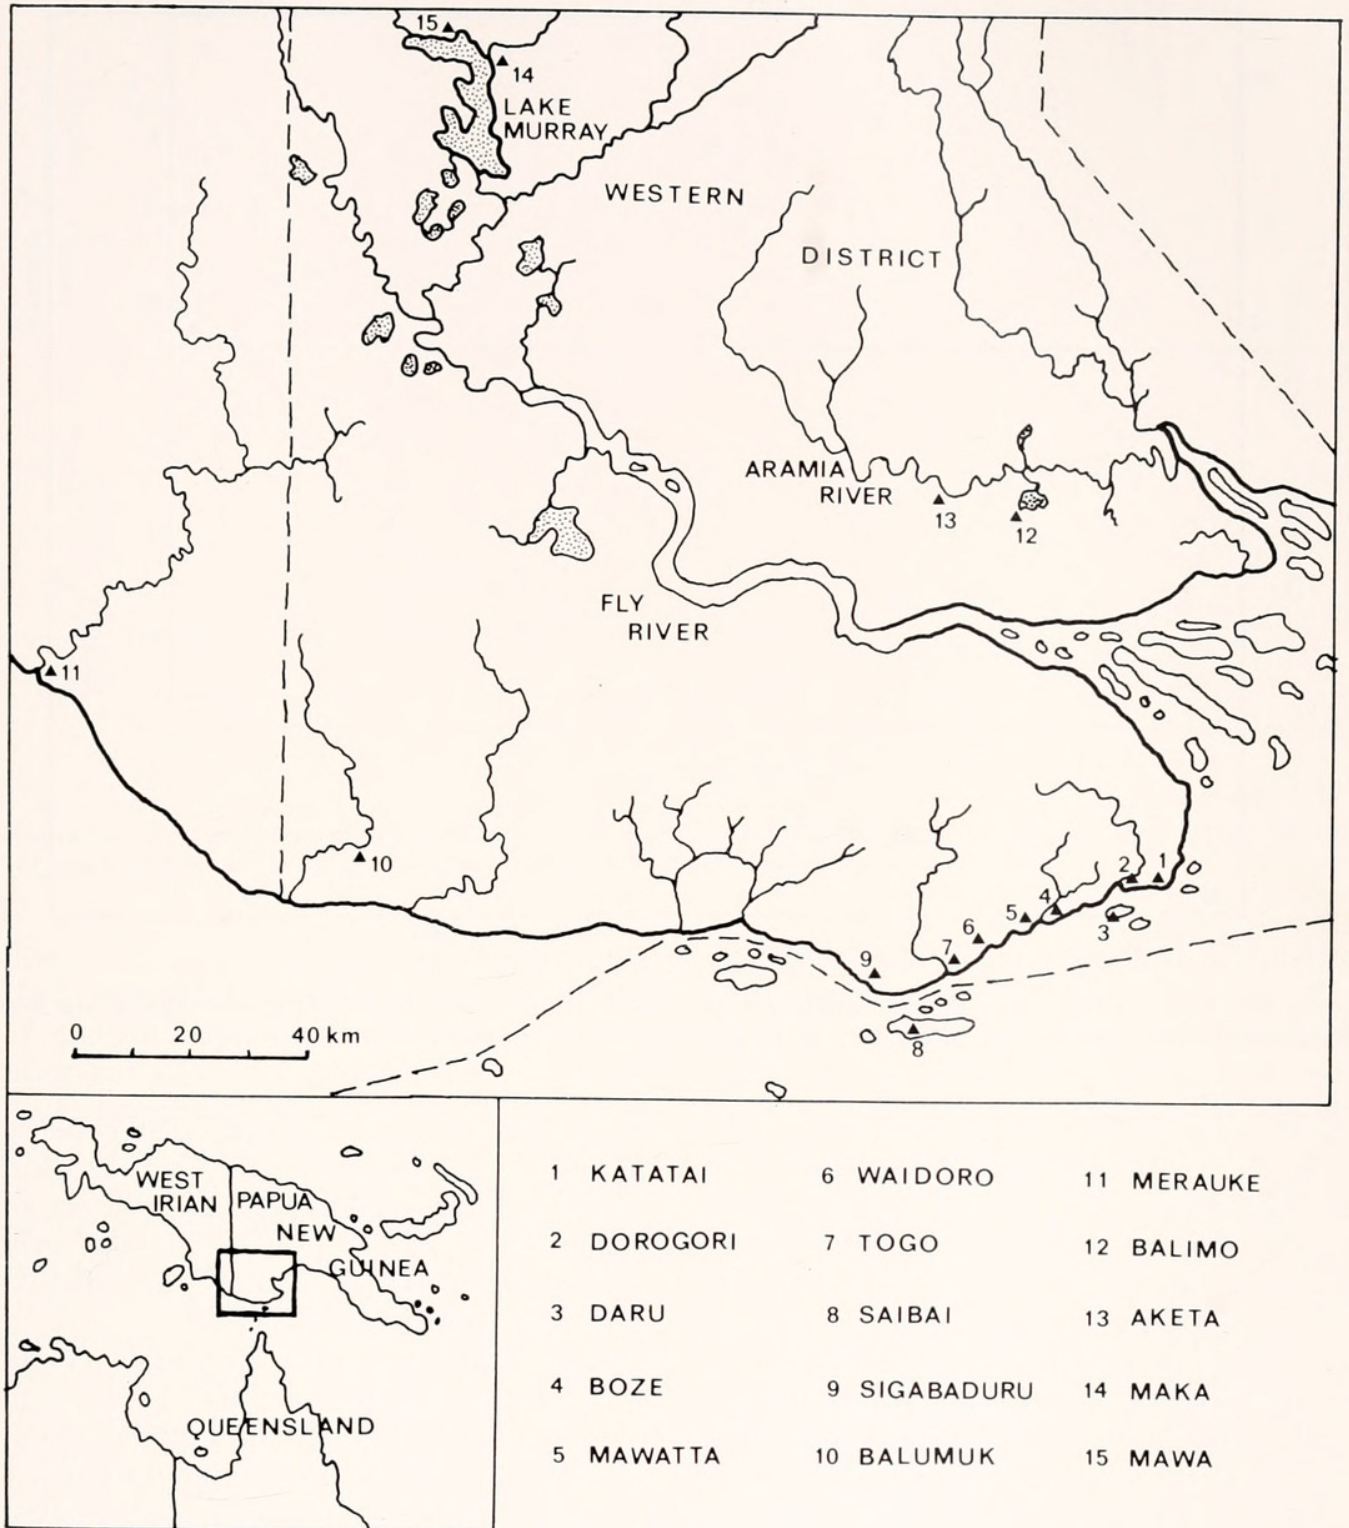 15
14
LAKE
MURRAY
WESTERN
DISTRICT
ARAMIA
RIVER
13
12
FLY
RIVER
11
10
2
1
4
5
3
6
7
9
8
0 20 40 km
WEST
IRIAN
PAPUA
NEW
GUINEA
QUEENSLAND
1 KATATAI
2 DOROGORI
3 DARU
4 BOZE
5 MAWATTA
6 WAIDORO
7 TOGO
8 SAIBAI
9 SIGABADURU
10 BALUMUK
11 MERAUKE
12 BALIMO
13 AKETA
14 MAKA
15 MAWA